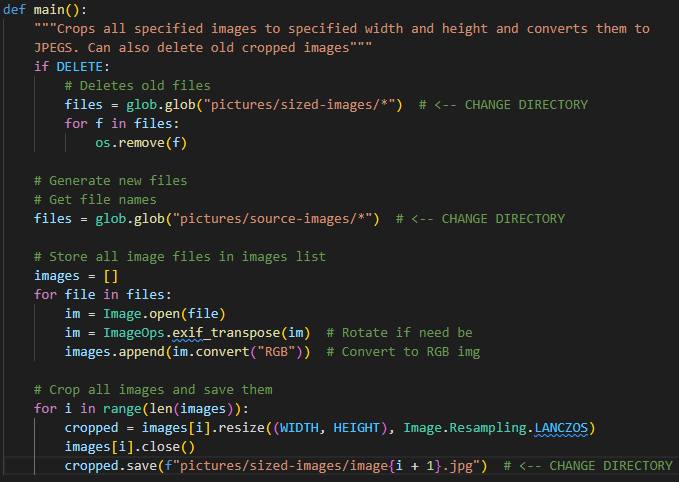 def main():
    """Crops all specified images to specified width and height and converts them to
    JPEGS. Can also delete old cropped images"""
    if DELETE:
        # Deletes old files
        files = glob.glob("pictures/sized-images/*")  # <-- CHANGE DIRECTORY
        for f in files:
            os.remove(f)

    # Generate new files
    # Get file names
    files = glob.glob("pictures/source-images/*")  # <-- CHANGE DIRECTORY

    # Store all image files in images list
    images = []
    for file in files:
        im = Image.open(file)
        im = ImageOps.exif_transpose(im)  # Rotate if need be
        images.append(im.convert("RGB"))  # Convert to RGB img

    # Crop all images and save them
    for i in range(len(images)):
        cropped = images[i].resize((WIDTH, HEIGHT), Image.Resampling.LANCZOS)
        images[i].close()
        cropped.save(f"pictures/sized-images/image{i + 1}.jpg")  # <-- CHANGE DIRECTORY